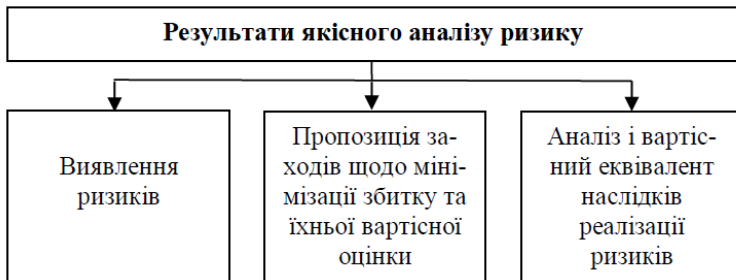 Результати якісного аналізу ризику
Виявлення
ризиків
Пропозиція за-
ходів щодо міні-
мізації збитку та
їхньої вартісної
оцінки
Аналіз і вартіс-
ний еквівалент
наслідків
реалізації
ризиків